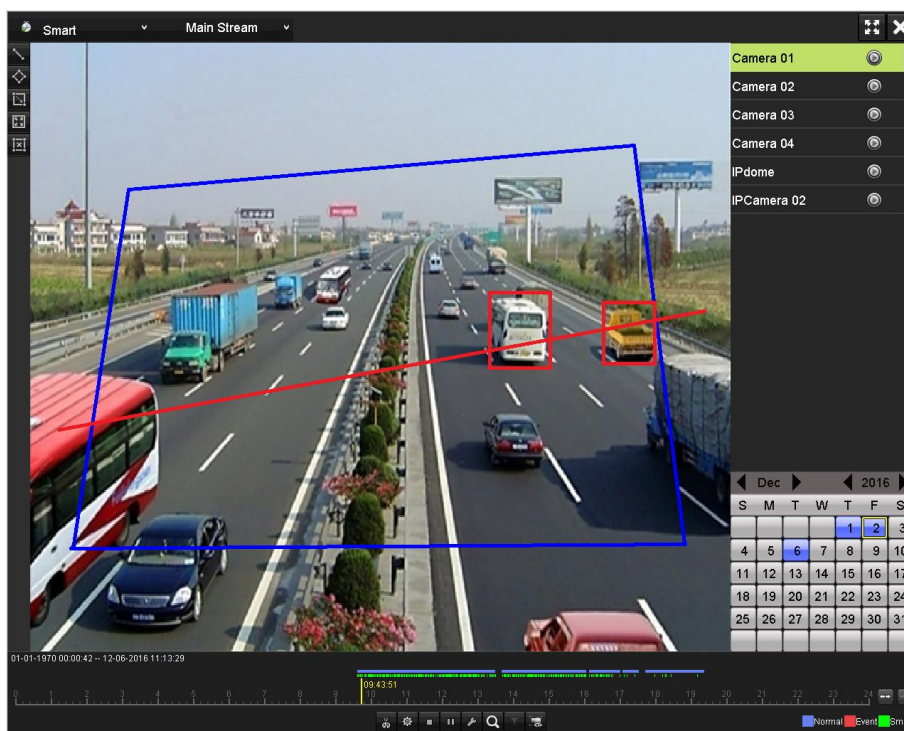 Smart Main Stream
Camera 01
Camera 02
Camera 03
Camera 04
IPdome
IPCamera 02
Dec 2016
S M T W T F S
1 2 3
4 5 6 7 8 9 10
11 12 13 14 15 16 17
18 19 20 21 22 23 24
25 26 27 28 29 30 31
01-01-1970 00:00:42 -- 12-06-2016 11:13:29
09:43:51
0 1 2 3 4 5 6 7 8 9 10 11 12 13 14 15 16 17 18 19 20 21 22 23 24
Normal Event Sm